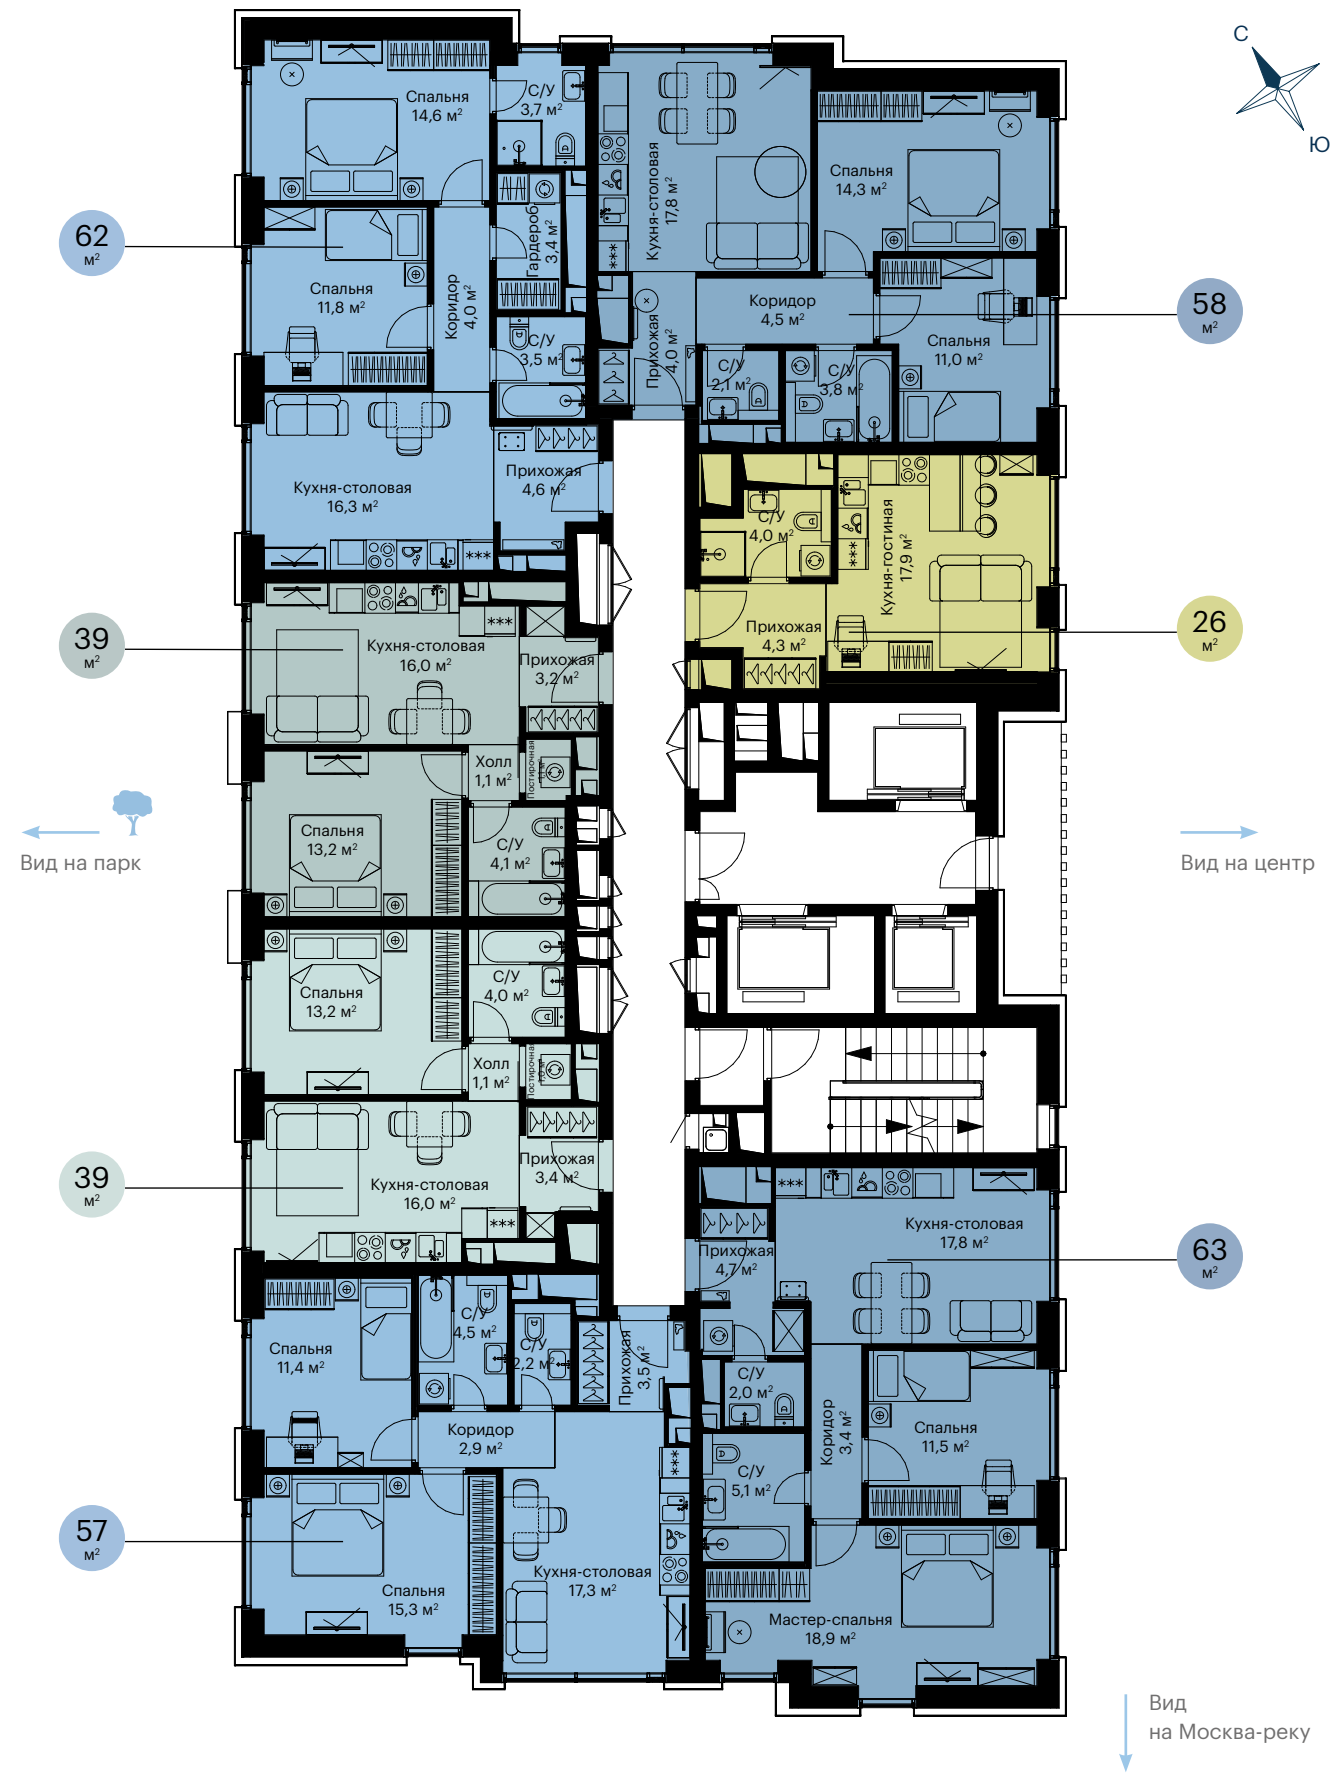 С
Ю
Спальня
14,6 м²
С/У
3,7 м²
Гардероб
3,4 м²
62
м²
Спальня
11,8 м²
Коридор
4,0 м²
С/У
3,5 м²
Кухня-столовая
16,3 м²
Прихожая
4,6 м²
Кухня-столовая
17,8 м²
Спальня
14,3 м²
Коридор
4,5 м²
58
м²
Прихожая
4,0 м²
С/У
2,1 м²
С/У
3,8 м²
Спальня
11,0 м²
С/У
4,0 м²
Кухня-гостиная
17,9 м²
Прихожая
4,3 м²
26
м²
39
м²
Кухня-столовая
16,0 м²
Прихожая
3,2 м²
Холл
1,1 м²
Постирочная
1,1 м²
Спальня
13,2 м²
С/У
4,1 м²
Вид на парк
Вид на центр
Спальня
13,2 м²
С/У
4,0 м²
Холл
1,1 м²
Постирочная
39
м²
Кухня-столовая
16,0 м²
Прихожая
3,4 м²
Прихожая
4,7 м²
Кухня-столовая
17,8 м²
63
м²
С/У
2,0 м²
Коридор
3,4 м²
Спальня
11,5 м²
С/У
5,1 м²
Мастер-спальня
18,9 м²
Спальня
11,4 м²
С/У
4,5 м²
С/У
2,2 м²
Прихожая
3,5 м²
Коридор
2,9 м²
57
м²
Спальня
15,3 м²
Кухня-столовая
17,3 м²
Вид
на Москва-реку